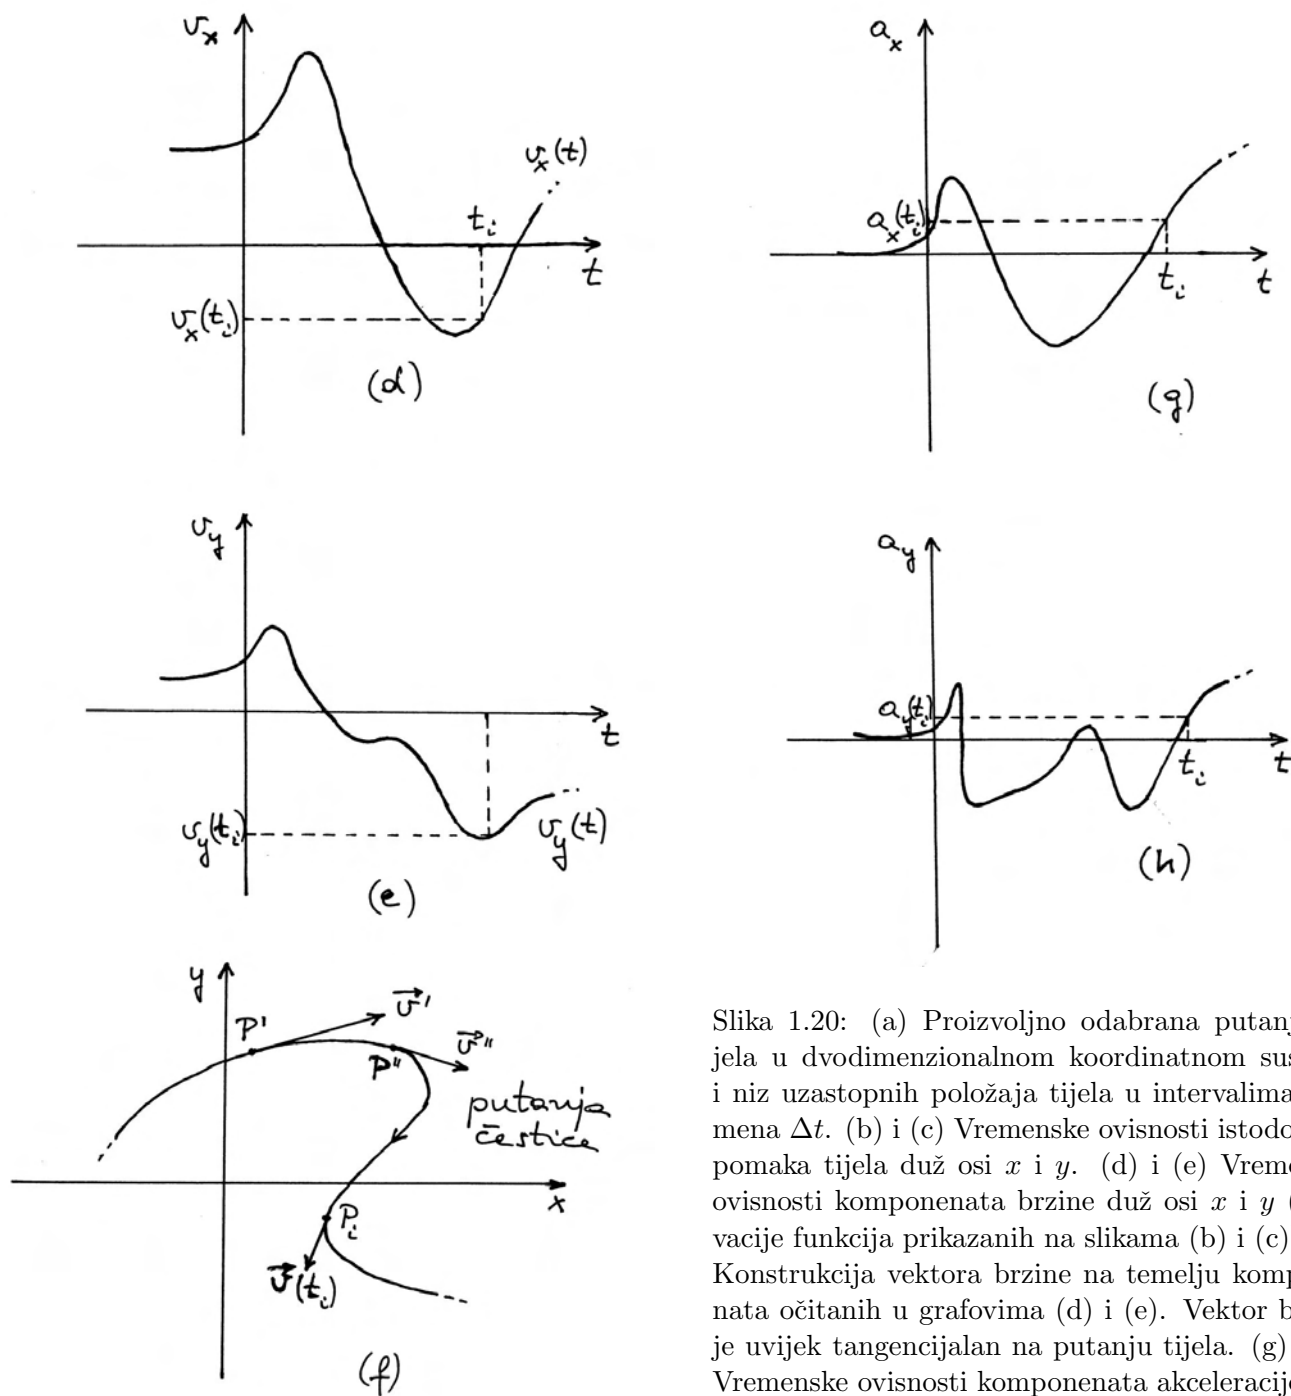 v_x
v_x(t)
t_i
t
v_x(t_i)
(d)
a_x
a_x(t_i)
t_i
t
(g)
v_y
t
v_y(t_i)
v_y(t)
(e)
a_y
a_y(t_i)
t_i
t
(h)
y
P'
v⃗'
P''
v⃗''
putanja
čestice
x
P_i
v⃗(t_i)
(f)
Slika 1.20: (a) Proizvoljno odabrana putanj
jela u dvodimenzionalnom koordinatnom sus
i niz uzastopnih položaja tijela u intervalima
mena Δt. (b) i (c) Vremenske ovisnosti istodo
pomaka tijela duž osi x i y. (d) i (e) Vreme
ovisnosti komponenata brzine duž osi x i y (
vacije funkcija prikazanih na slikama (b) i (c)
Konstrukcija vektora brzine na temelju komp
nata očitanih u grafovima (d) i (e). Vektor b
je uvijek tangencijalan na putanju tijela. (g)
Vremenske ovisnosti komponenata akceleracije